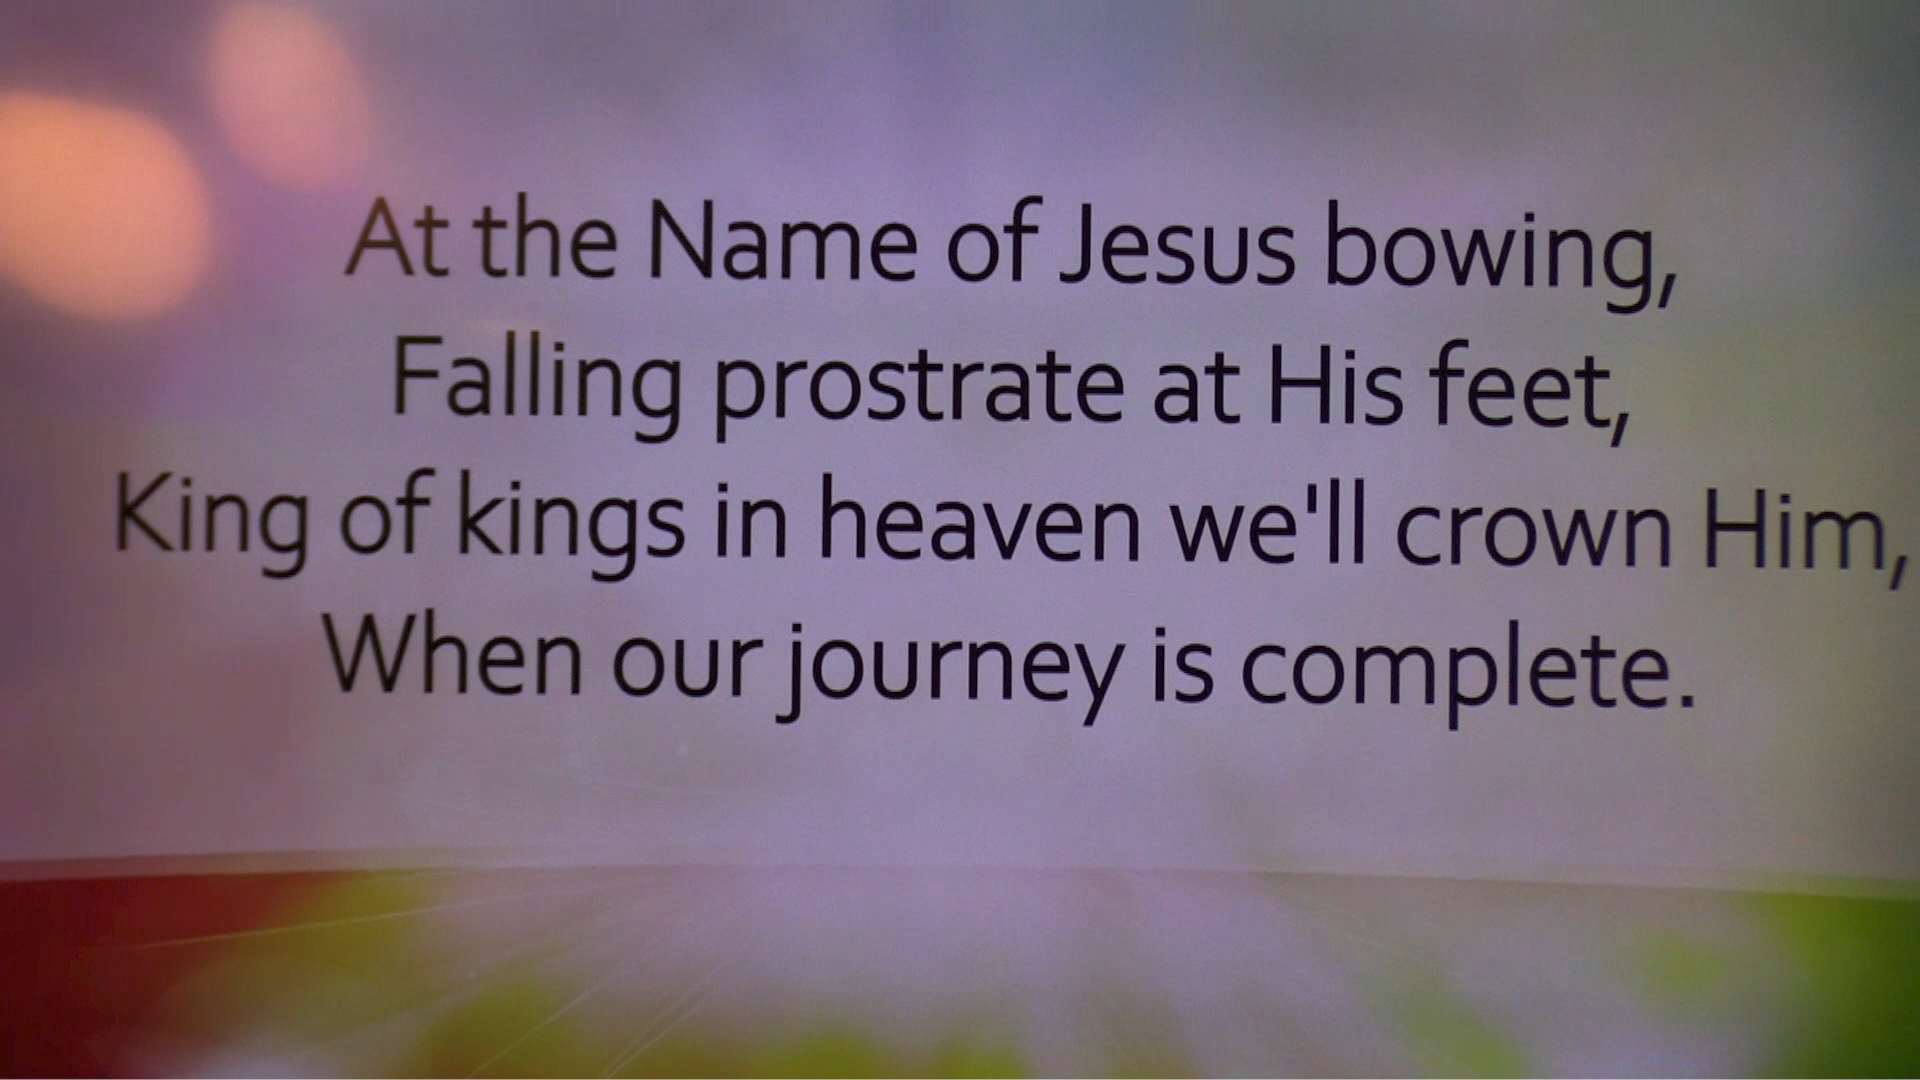 At the Name of Jesus bowing,
Falling prostrate at His feet,
King of kings in heaven we'll crown Him,
When our journey is complete.